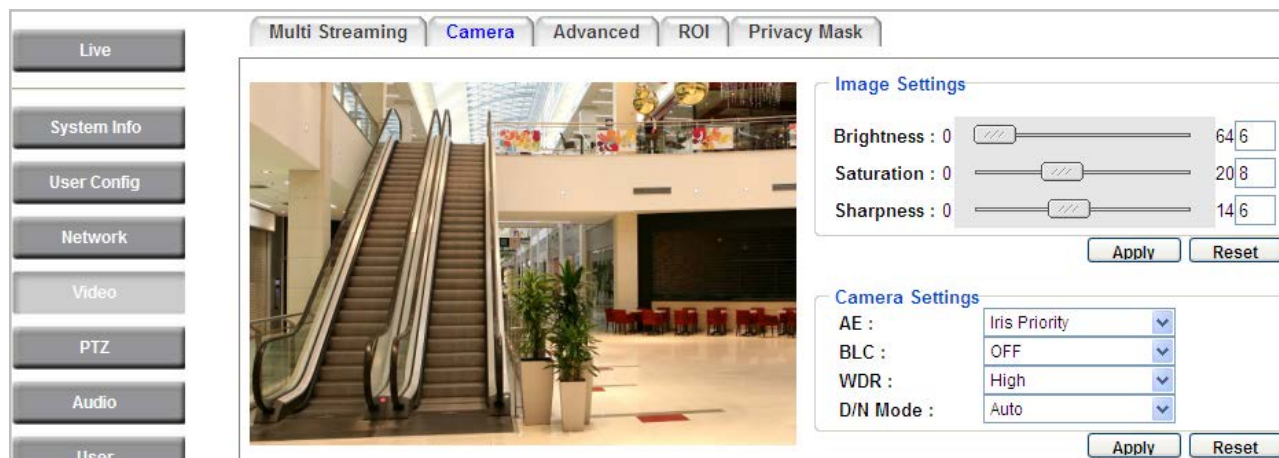 Live
System Info
User Config
Network
Video
PTZ
Audio
User
Multi Streaming Camera Advanced ROI Privacy Mask
Image Settings
Brightness : 0 64 6
Saturation : 0 20 8
Sharpness : 0 14 6
Apply Reset
Camera Settings
AE : Iris Priority
BLC : OFF
WDR : High
D/N Mode : Auto
Apply Reset